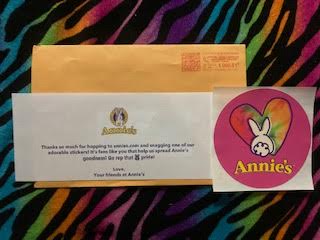 Annie's
Thanks so much for hopping to annies.com and snagging one of our
adorable stickers! It's fans like you that help us spread Annie's
goodness! Go rep that pride!
Love,
Your friends at Annie's
Annie's